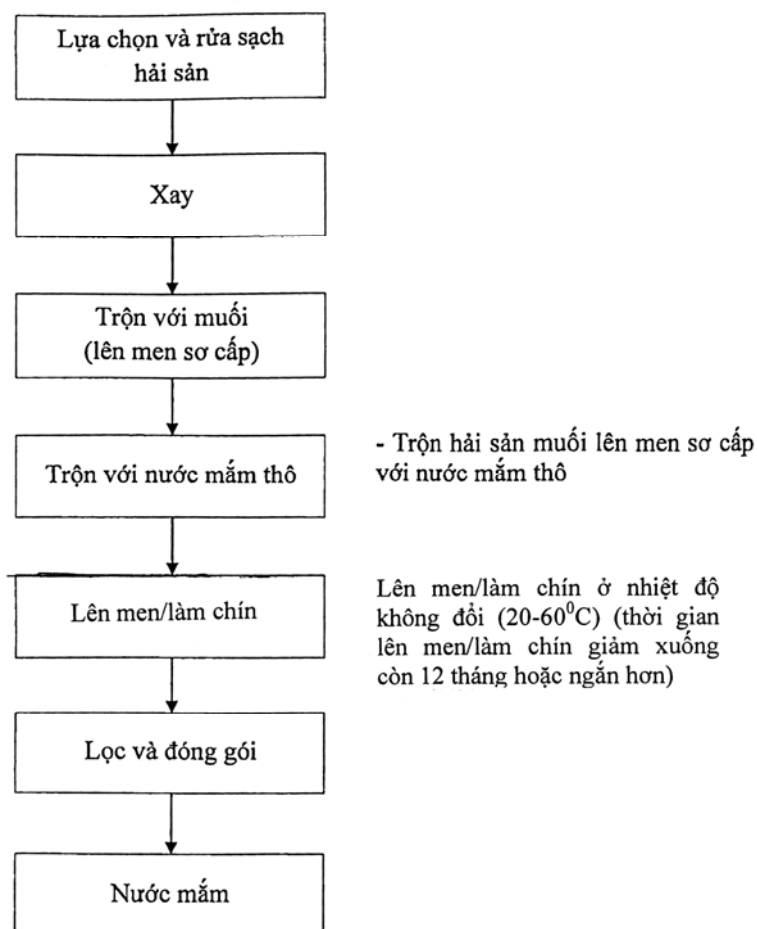 Lựa chọn và rửa sạch
hải sản
Xay
Trộn với muối
(lên men sơ cấp)
Trộn với nước mắm thô
- Trộn hải sản muối lên men sơ cấp
với nước mắm thô
Lên men/làm chín
Lên men/làm chín ở nhiệt độ
không đổi (20-60⁰C) (thời gian
lên men/làm chín giảm xuống
còn 12 tháng hoặc ngắn hơn)
Lọc và đóng gói
Nước mắm